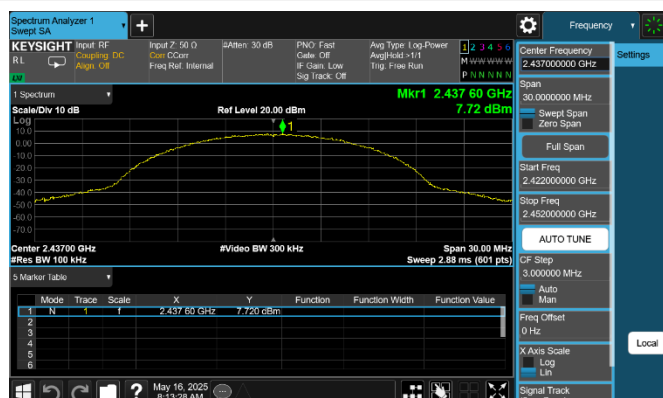 Spectrum Analyzer 1
Swept SA
+
Frequency
KEYSIGHT
RL
LM
Input: RF
Coupling: DC
Align: Off
Input Z: 50 Ω
Corr CCorr
Freq Ref: Internal
#Atten: 30 dB
PNO: Fast
Gate: Off
IF Gain: Low
Sig Track: Off
Avg Type: Log-Power
Avg|Hold:>1/1
Trig: Free Run
1 2 3 4 5 6
M W W W W W
P N N N N N
1 Spectrum
Scale/Div 10 dB
Ref Level 20.00 dBm
Mkr1 2.437 60 GHz
7.72 dBm
Log
1
10.0
0.00
-10.0
-20.0
-30.0
-40.0
-50.0
-60.0
-70.0
Center 2.43700 GHz
#Video BW 300 kHz
Span 30.00 MHz
#Res BW 100 kHz
Sweep 2.88 ms (601 pts)
5 Marker Table
Mode Trace Scale X Y Function Function Width Function Value
1 N 1 f 2.437 60 GHz 7.720 dBm
2
3
4
5
6
?
May 16, 2025
8:13:28 AM
Center Frequency
2.437000000 GHz
Span
30.0000000 MHz
Swept Span
Zero Span
Full Span
Start Freq
2.422000000 GHz
Stop Freq
2.452000000 GHz
AUTO TUNE
CF Step
3.000000 MHz
Auto
Man
Freq Offset
0 Hz
X Axis Scale
Log
Lin
Signal Track
Settings
Local